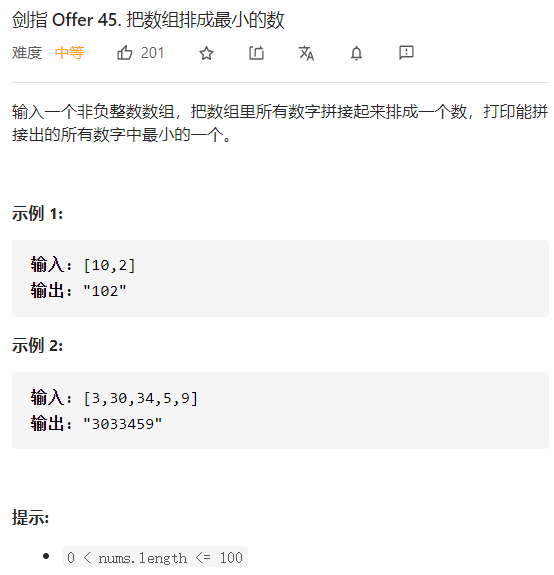 剑指 Offer 45. 把数组排成最小的数
难度 中等 201
输入一个非负整数数组，把数组里所有数字拼接起来排成一个数，打印能拼
接出的所有数字中最小的一个。
示例 1:
输入: [10,2]
输出: "102"
示例 2:
输入: [3,30,34,5,9]
输出: "3033459"
提示:
0 < nums.length <= 100